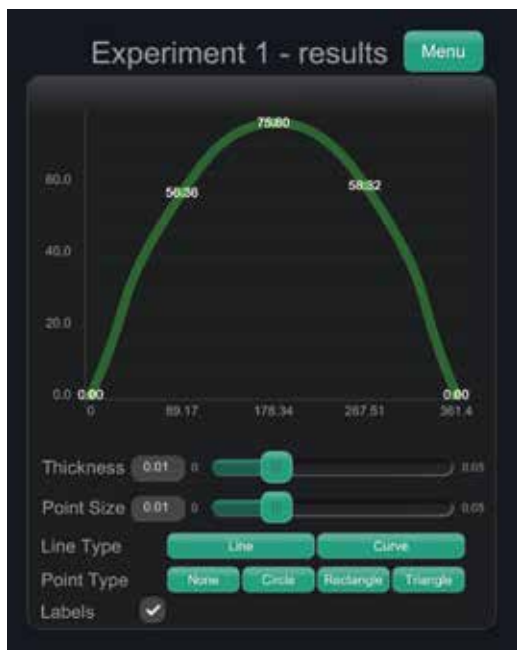 Experiment 1 - results Menu
75.60
60.0 56.36 58.32
40.0
20.0
0.0 0.00 0.00
0 89.17 178.34 267.51 361.4
Thickness 0.01 0 0.05
Point Size 0.01 0 0.05
Line Type Line Curve
Point Type None Circle Rectangle Triangle
Labels